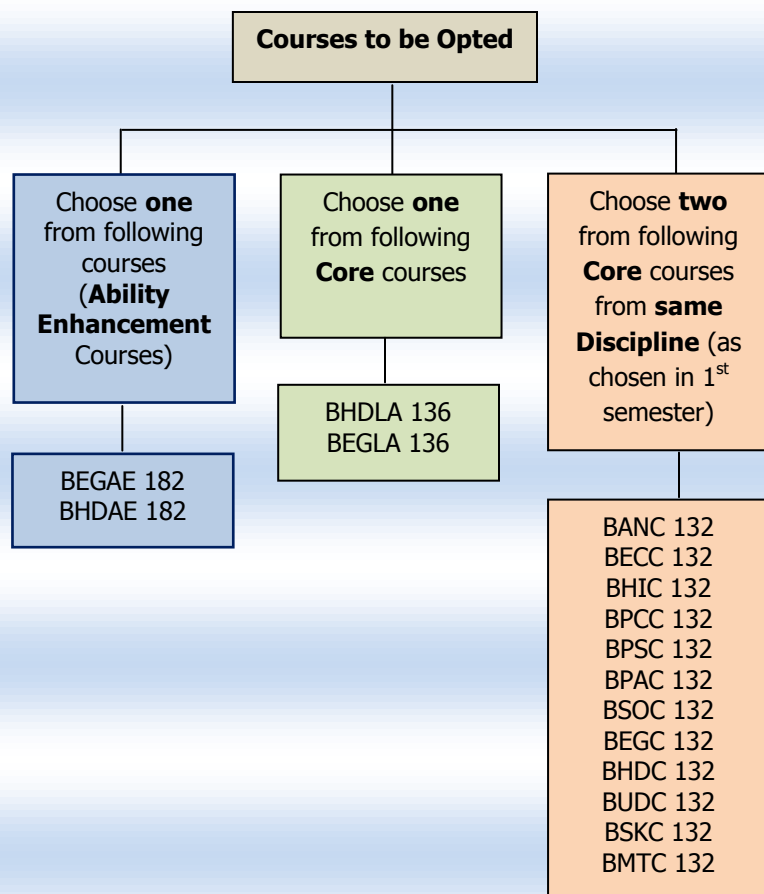 Courses to be Opted
Choose one
from following
courses
(Ability
Enhancement
Courses)
BEGAE 182
BHDAE 182
Choose one
from following
Core courses
BHDLA 136
BEGLA 136
Choose two
from following
Core courses
from same
Discipline (as
chosen in 1st
semester)
BANC 132
BECC 132
BHIC 132
BPCC 132
BPSC 132
BPAC 132
BSOC 132
BEGC 132
BHDC 132
BUDC 132
BSKC 132
BMTC 132